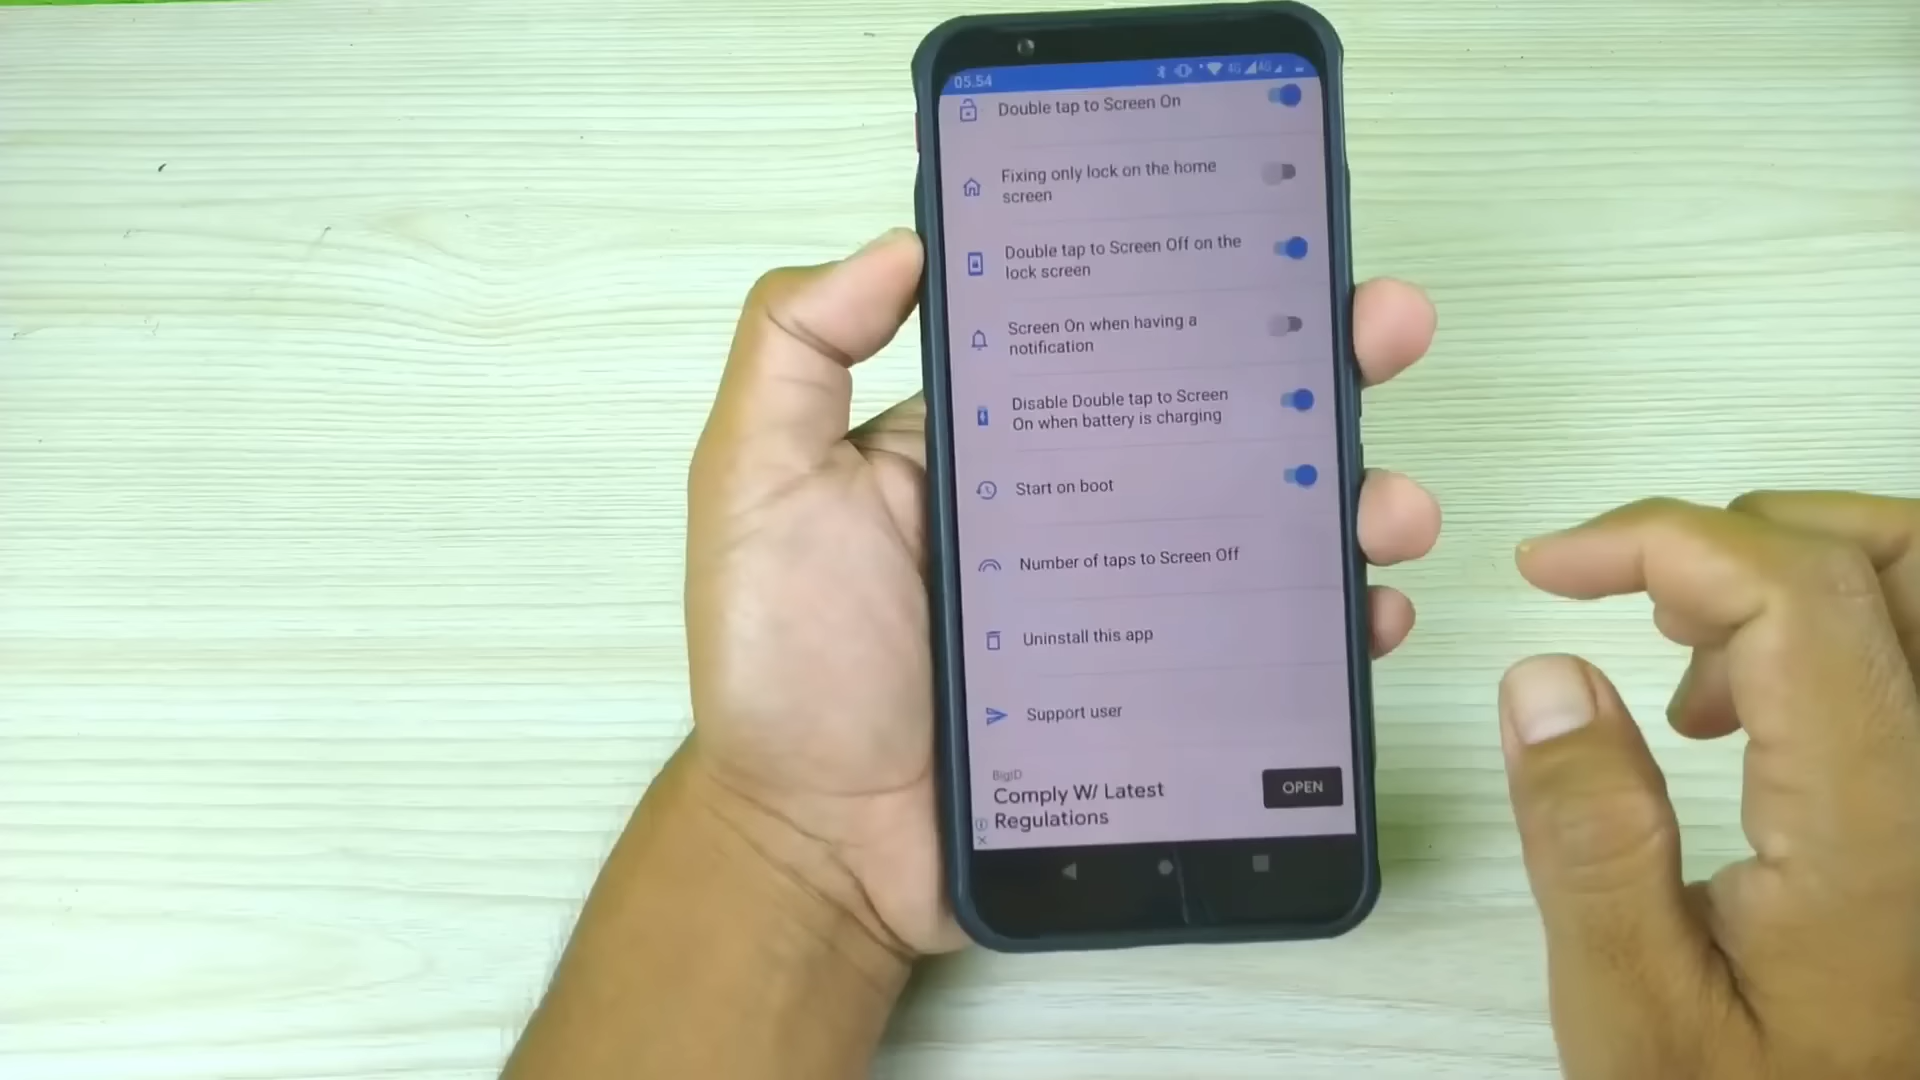 05.54
4G 4G
Double tap to Screen On
Fixing only lock on the home
screen
Double tap to Screen Off on the
lock screen
Screen On when having a
notification
Disable Double tap to Screen
On when battery is charging
Start on boot
Number of taps to Screen Off
Uninstall this app
Support user
BigID
Comply W/ Latest
Regulations
OPEN